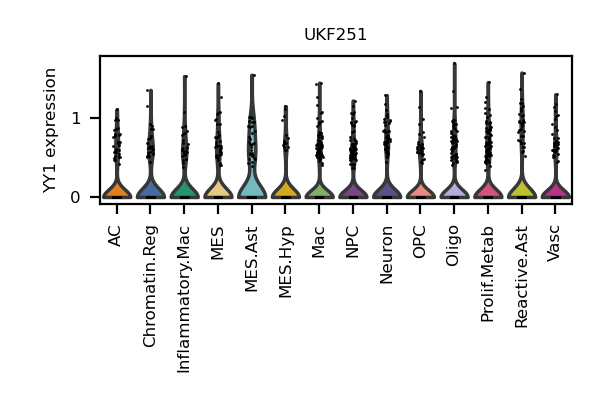 UKF251
YY1 expression
1
0
AC
Chromatin.Reg
Inflammatory.Mac
MES
MES.Ast
MES.Hyp
Mac
NPC
Neuron
OPC
Oligo
Prolif.Metab
Reactive.Ast
Vasc